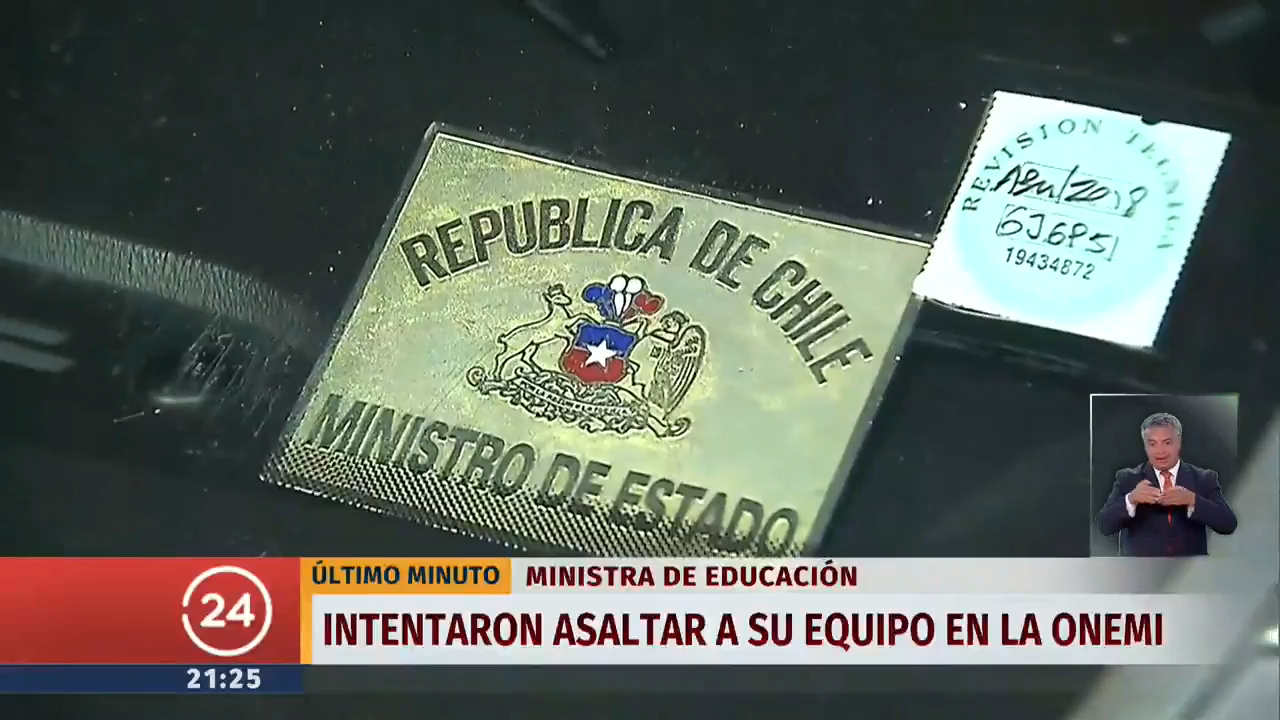 REPUBLICA DE CHILE
MINISTRO DE ESTADO
REVISION TECNICA
ABR/2018
GJGP51
19434872
ÚLTIMO MINUTO
MINISTRA DE EDUCACIÓN
24
INTENTARON ASALTAR A SU EQUIPO EN LA ONEMI
21:25